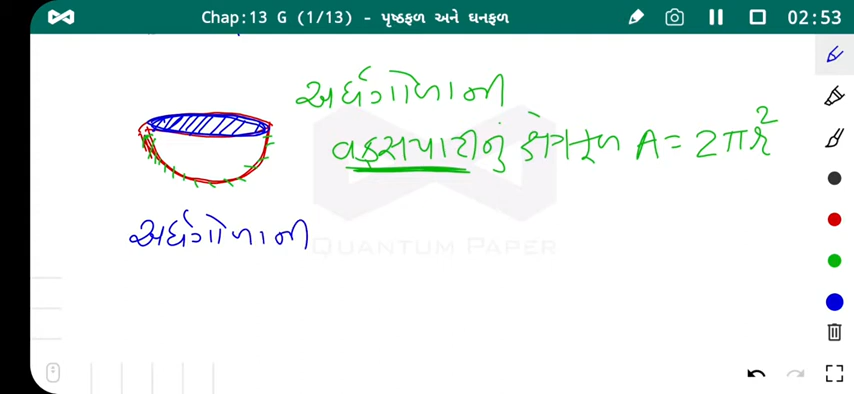 Chap:13 G (1/13) - પૃષ્ઠફળ અને ઘનફળ
02:53
અર્ધગોળાની
વક્રસપાટીનું ક્ષેત્રફળ A = 2πr²
QUANTUM PAPER
અર્ધગોળાની